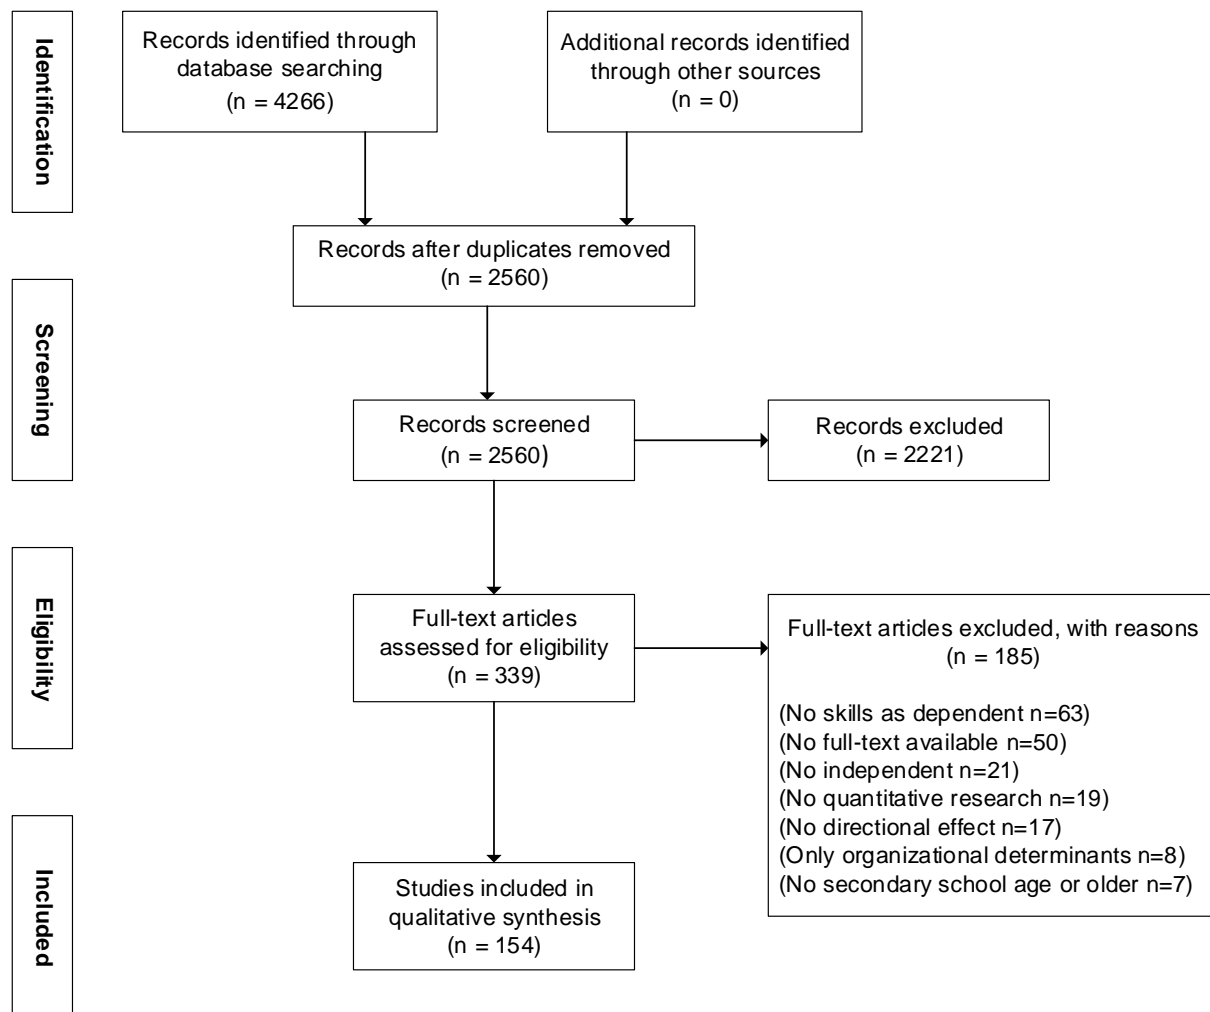 Identification
Records identified through
database searching
(n = 4266)
Additional records identified
through other sources
(n = 0)
Records after duplicates removed
(n = 2560)
Screening
Records screened
(n = 2560)
Records excluded
(n = 2221)
Eligibility
Full-text articles
assessed for eligibility
(n = 339)
Full-text articles excluded, with reasons
(n = 185)
(No skills as dependent n=63)
(No full-text available n=50)
(No independent n=21)
(No quantitative research n=19)
(No directional effect n=17)
(Only organizational determinants n=8)
(No secondary school age or older n=7)
Included
Studies included in
qualitative synthesis
(n = 154)